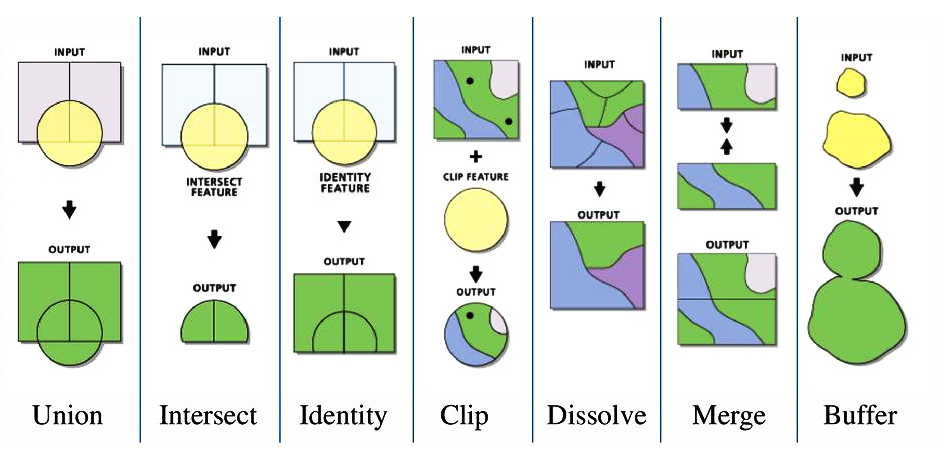 INPUT
OUTPUT
Union
INPUT
INTERSECT
FEATURE
OUTPUT
Intersect
INPUT
IDENTITY
FEATURE
OUTPUT
Identity
INPUT
+
CLIP FEATURE
OUTPUT
Clip
INPUT
OUTPUT
Dissolve
INPUT
OUTPUT
Merge
INPUT
OUTPUT
Buffer